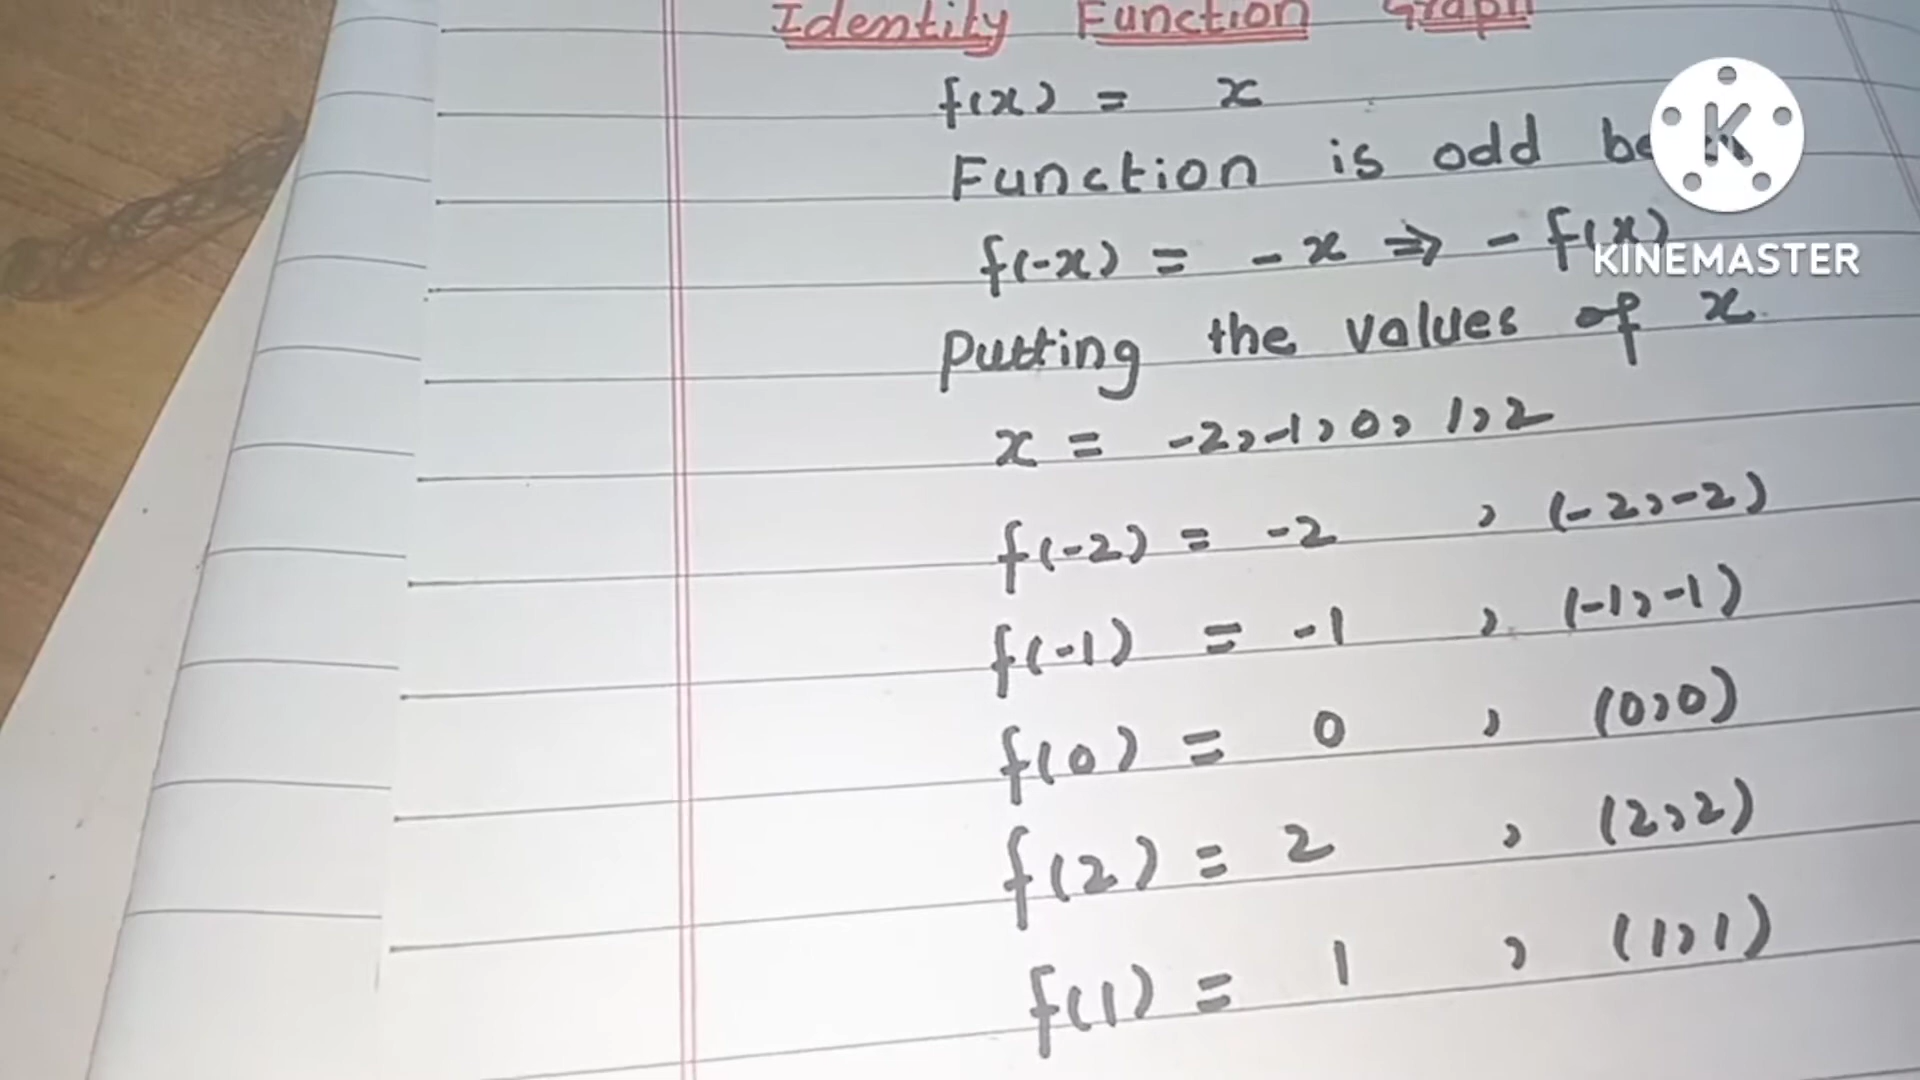 Identity Function Graph
f(x) = x
Function is odd
f(-x) = -x ⇒ -f(x)
putting the values of x
x = -2, -1, 0, 1, 2
f(-2) = -2 , (-2, -2)
f(-1) = -1 , (-1, -1)
f(0) = 0 , (0, 0)
f(2) = 2 , (2, 2)
f(1) = 1 , (1, 1)
K
KINEMASTER